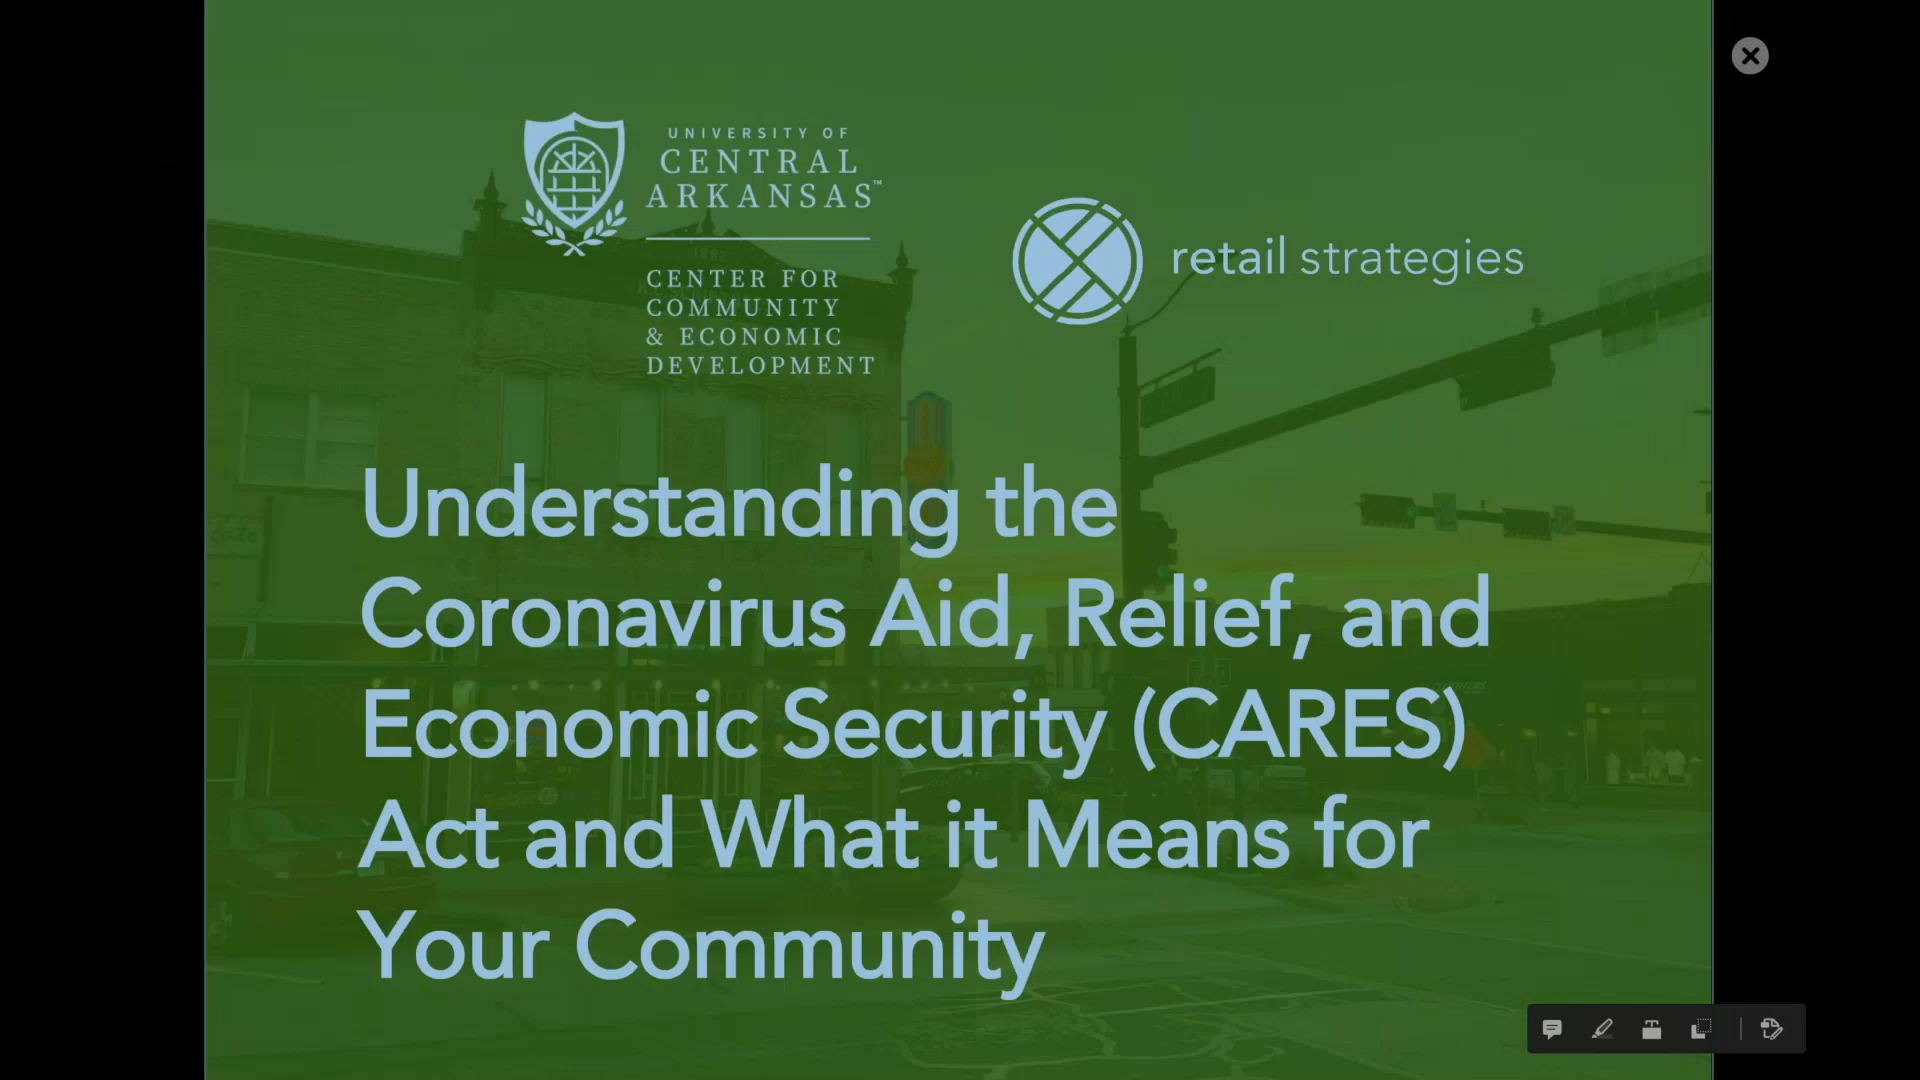 UNIVERSITY OF
CENTRAL
ARKANSAS™
CENTER FOR
COMMUNITY
& ECONOMIC
DEVELOPMENT
retail strategies
Understanding the
Coronavirus Aid, Relief, and
Economic Security (CARES)
Act and What it Means for
Your Community